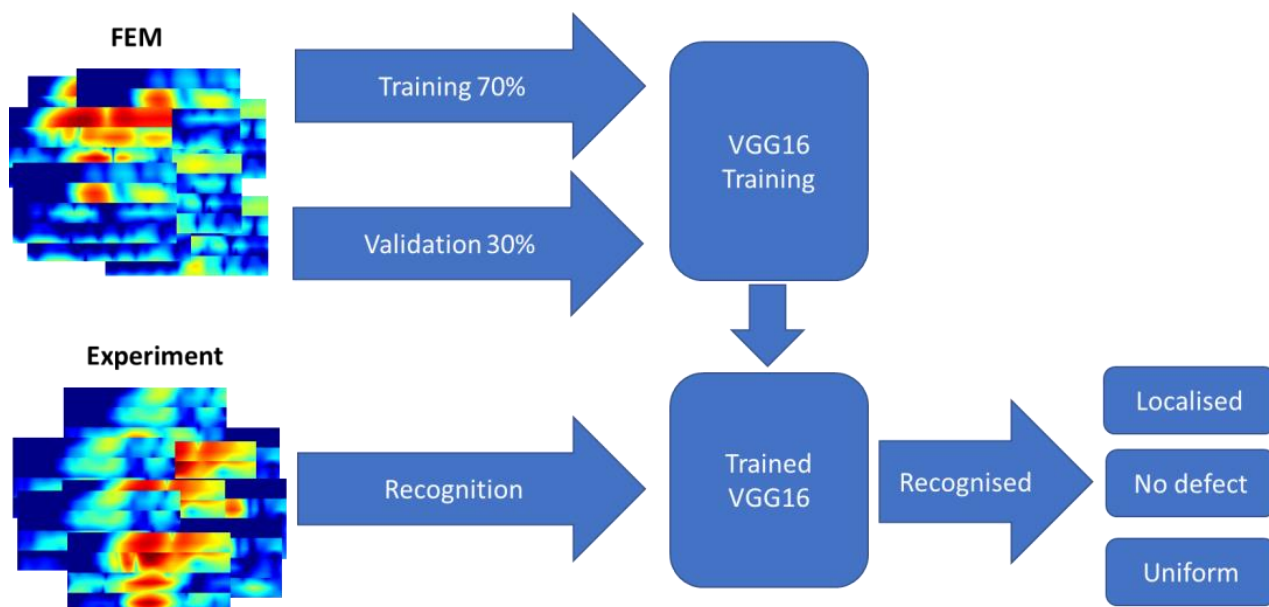 FEM
Training 70%
Validation 30%
VGG16
Training
Experiment
Recognition
Trained
VGG16
Recognised
Localised
No defect
Uniform